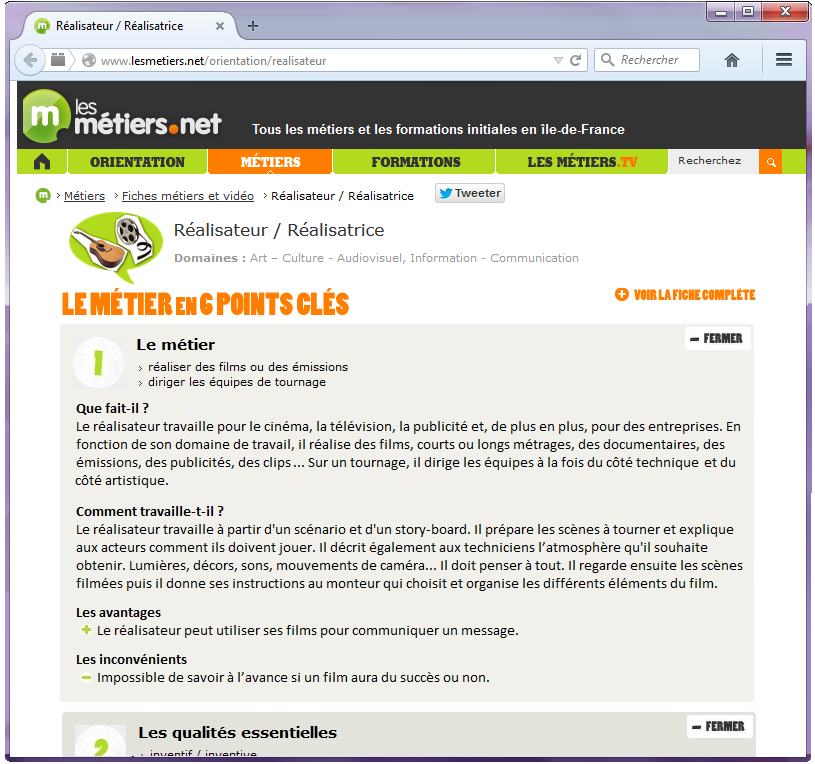 Réalisateur / Réalisatrice
www.lesmetiers.net/orientation/realisateur
Rechercher
m les
métiers.net
Tous les métiers et les formations initiales en île-de-France
ORIENTATION MÉTIERS FORMATIONS LES MÉTIERS.TV Recherchez
m > Métiers > Fiches métiers et vidéo > Réalisateur / Réalisatrice Tweeter
Réalisateur / Réalisatrice
Domaines : Art – Culture - Audiovisuel, Information - Communication
LE MÉTIER EN 6 POINTS CLÉS
VOIR LA FICHE COMPLÈTE
FERMER
1 Le métier
› réaliser des films ou des émissions
› diriger les équipes de tournage
Que fait-il ?
Le réalisateur travaille pour le cinéma, la télévision, la publicité et, de plus en plus, pour des entreprises. En
fonction de son domaine de travail, il réalise des films, courts ou longs métrages, des documentaires, des
émissions, des publicités, des clips ... Sur un tournage, il dirige les équipes à la fois du côté technique et du
côté artistique.
Comment travaille-t-il ?
Le réalisateur travaille à partir d'un scénario et d'un story-board. Il prépare les scènes à tourner et explique
aux acteurs comment ils doivent jouer. Il décrit également aux techniciens l’atmosphère qu'il souhaite
obtenir. Lumières, décors, sons, mouvements de caméra... Il doit penser à tout. Il regarde ensuite les scènes
filmées puis il donne ses instructions au monteur qui choisit et organise les différents éléments du film.
Les avantages
+ Le réalisateur peut utiliser ses films pour communiquer un message.
Les inconvénients
– Impossible de savoir à l’avance si un film aura du succès ou non.
FERMER
2 Les qualités essentielles
› inventif / inventive